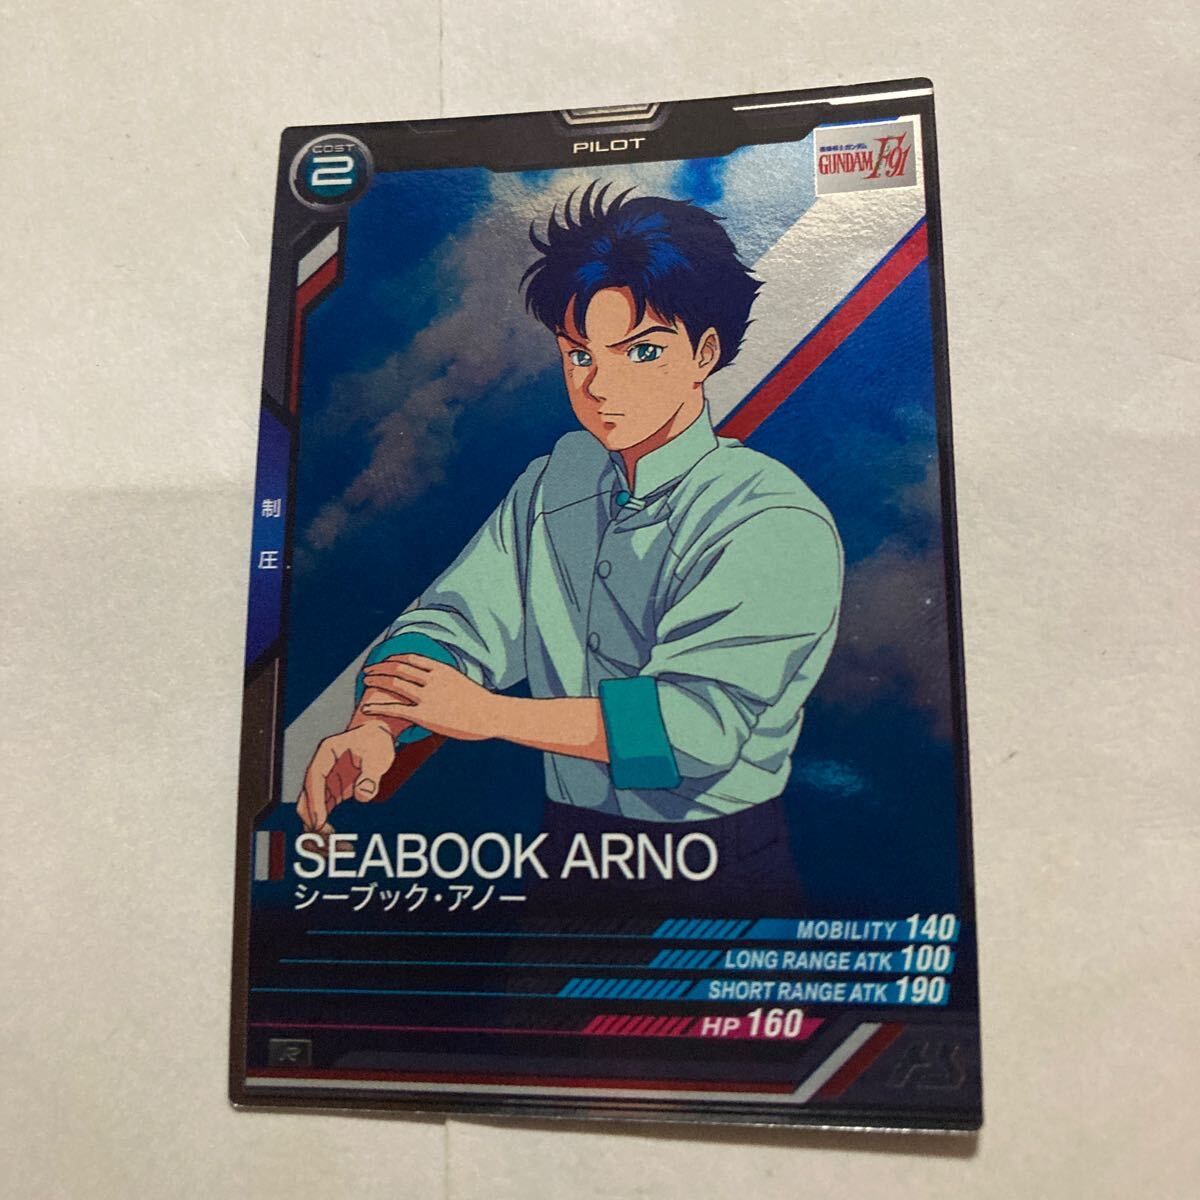 COST
2
PILOT
機動戦士ガンダム
GUNDAM F91
制圧
SEABOOK ARNO
シーブック・アノー
MOBILITY 140
LONG RANGE ATK 100
SHORT RANGE ATK 190
HP 160
R